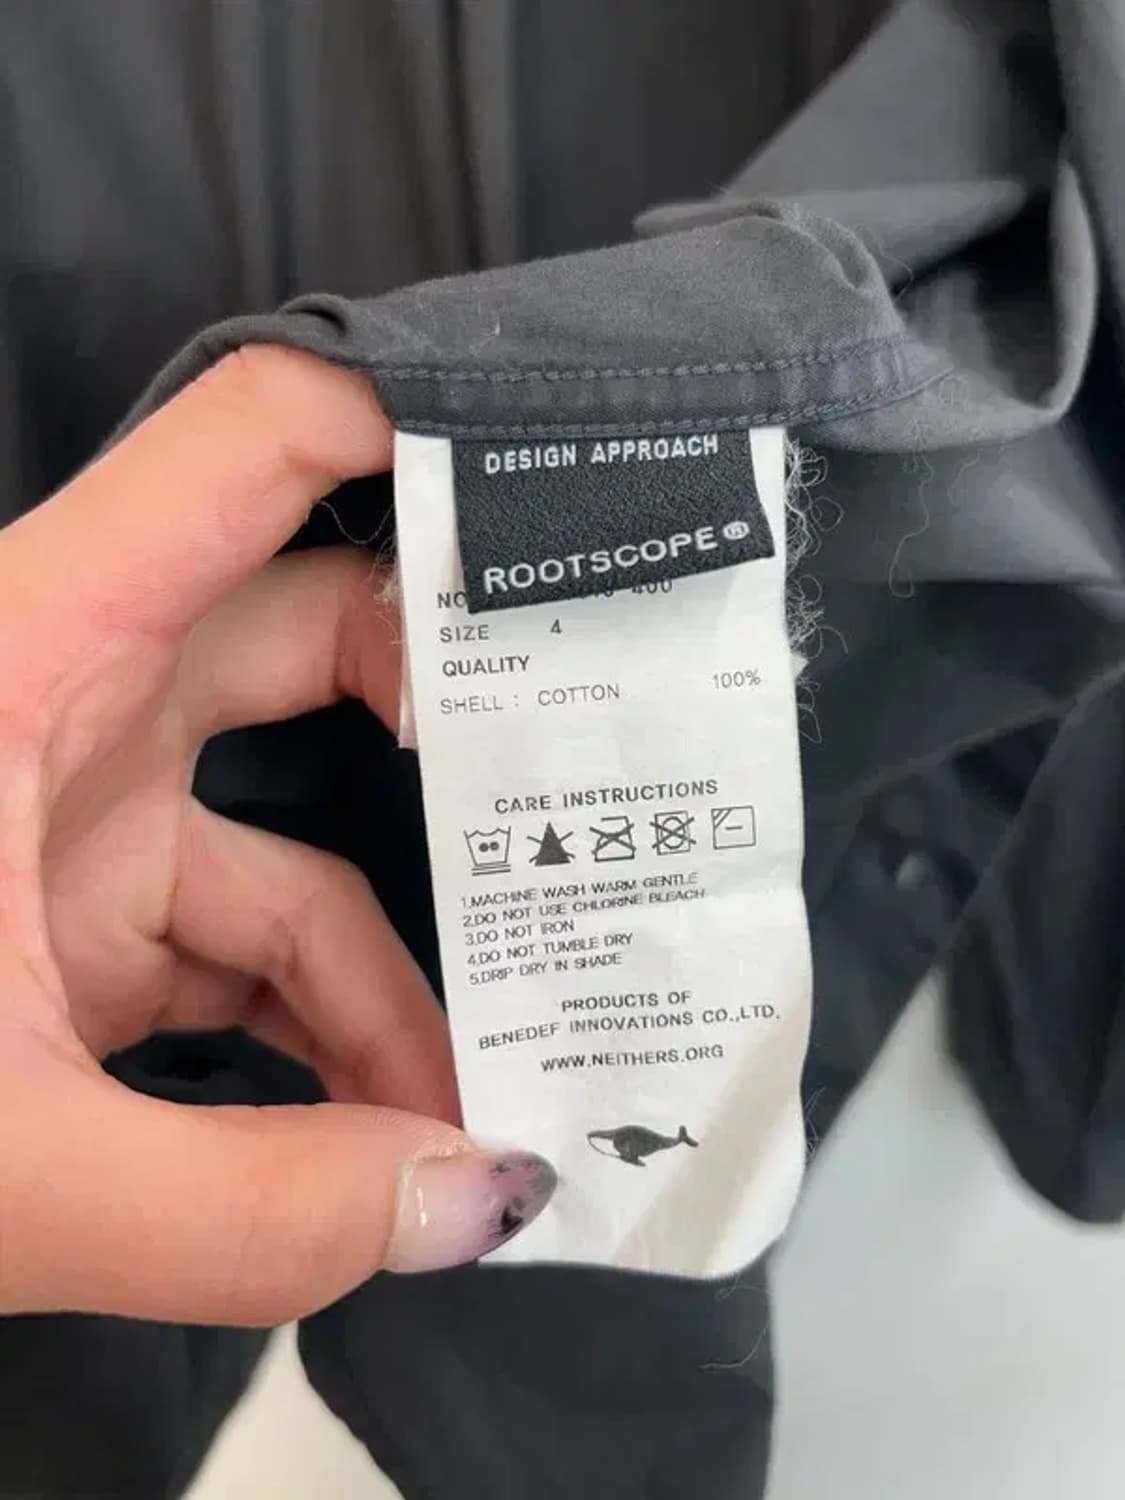 DESIGN APPROACH
ROOTSCOPE
NO 400
SIZE 4
QUALITY
SHELL : COTTON 100%
CARE INSTRUCTIONS
1.MACHINE WASH WARM GENTLE
2.DO NOT USE CHLORINE BLEACH
3.DO NOT IRON
4.DO NOT TUMBLE DRY
5.DRIP DRY IN SHADE
PRODUCTS OF
BENEDEF INNOVATIONS CO.,LTD.
WWW.NEITHERS.ORG